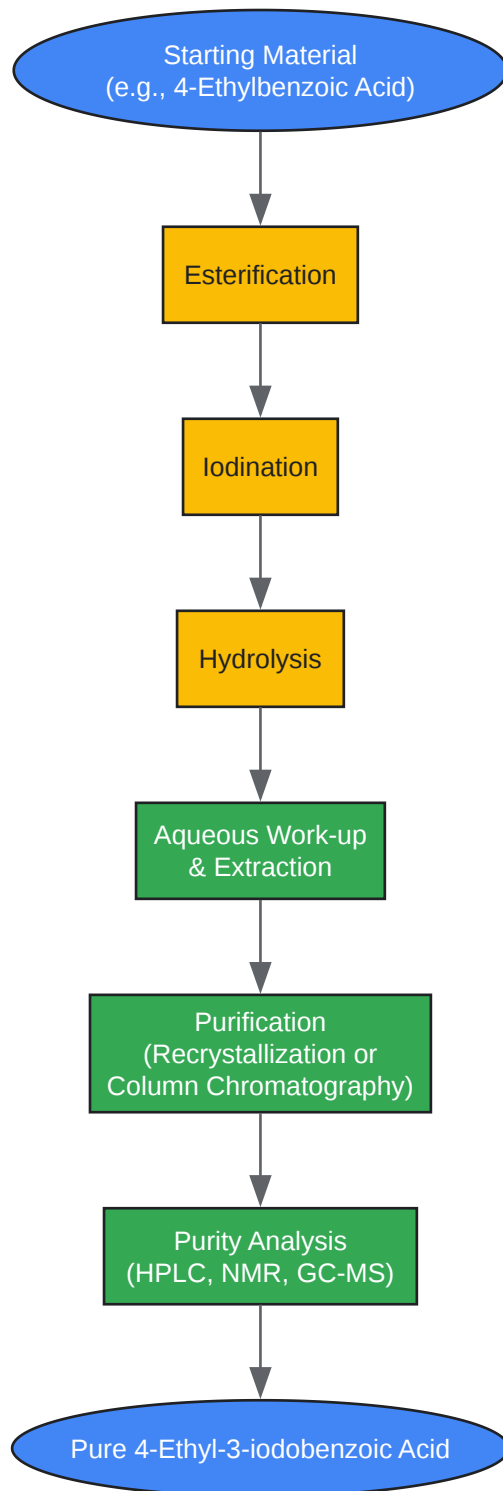 Starting Material
(e.g., 4-Ethylbenzoic Acid)
Esterification
Iodination
Hydrolysis
Aqueous Work-up
& Extraction
Purification
(Recrystallization or
Column Chromatography)
Purity Analysis
(HPLC, NMR, GC-MS)
Pure 4-Ethyl-3-iodobenzoic Acid